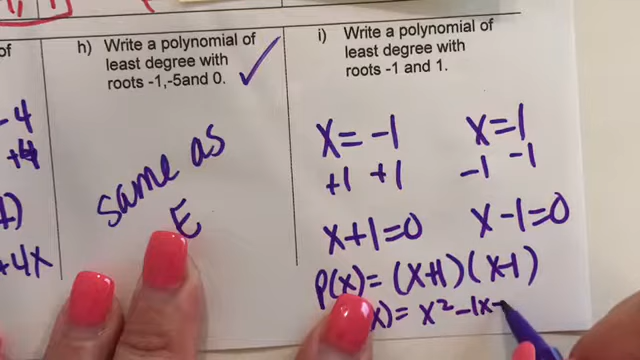 of
-4
+4
+4x
h) Write a polynomial of
least degree with
roots -1,-5and 0.
same as
E
i) Write a polynomial of
least degree with
roots -1 and 1.
x = -1
+1 +1
x+1=0
x=1
-1 -1
x-1=0
P(x)= (x+1)(x-1)
x)= x² -1x